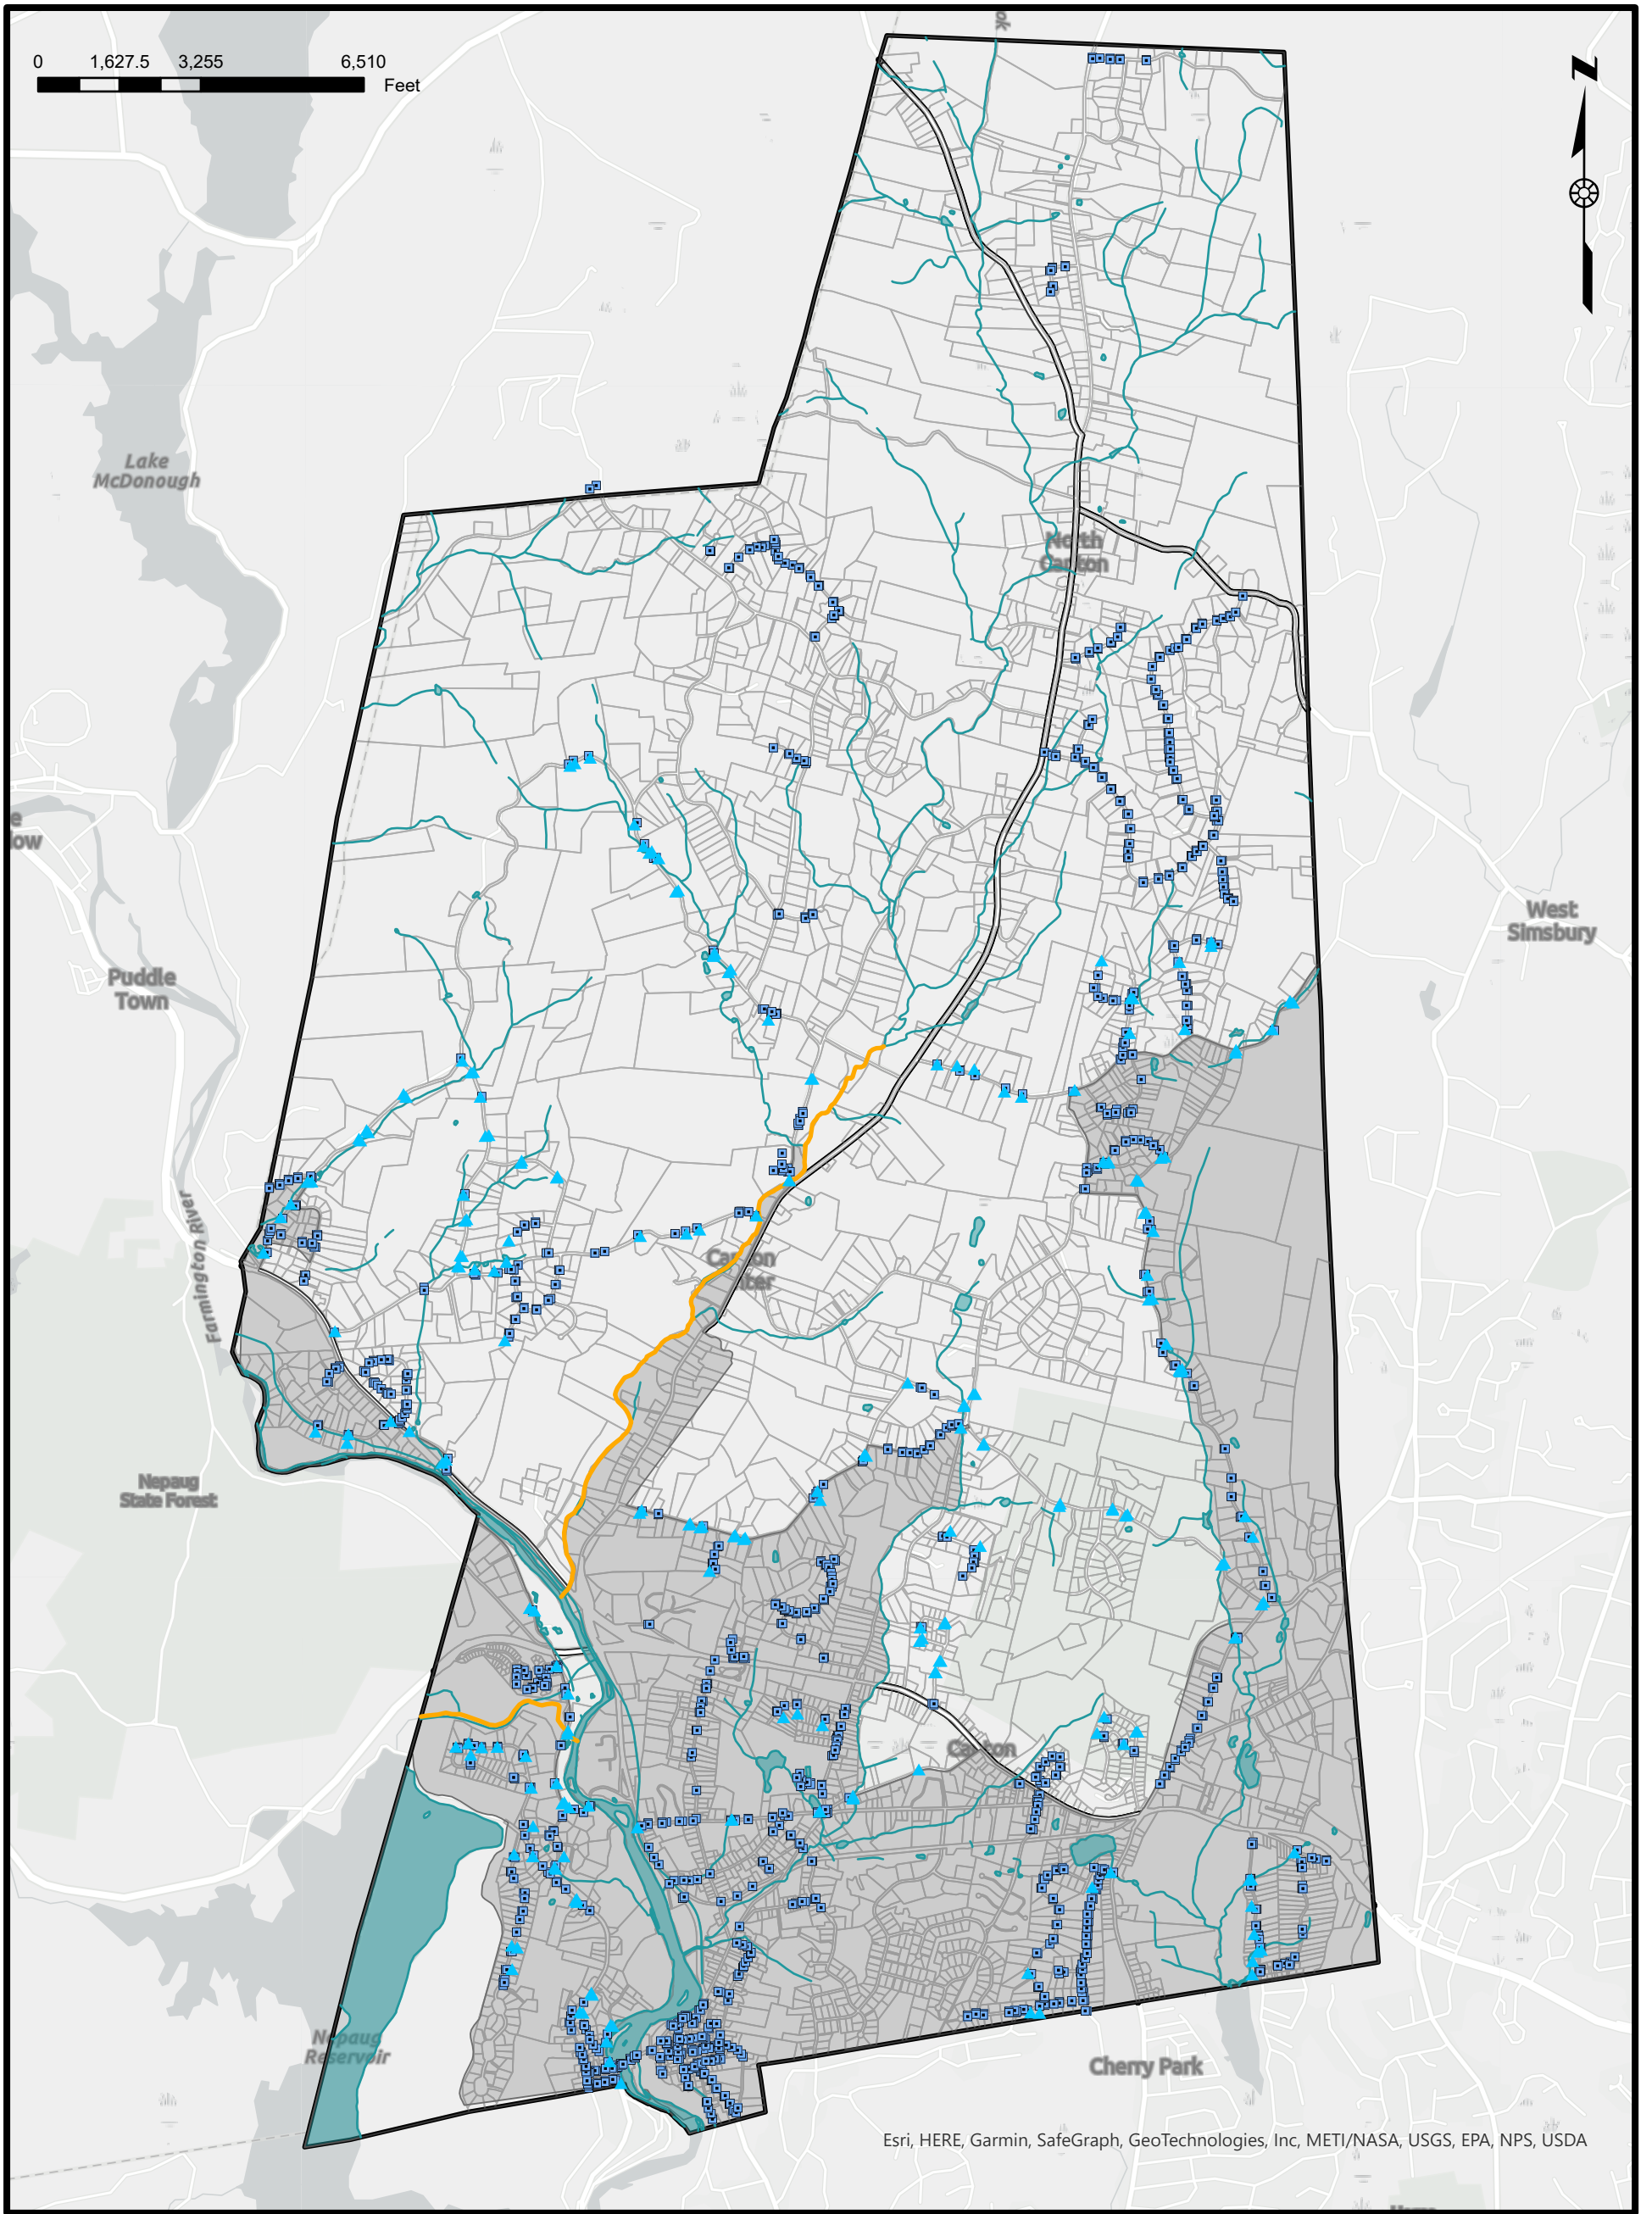 ok
0 1,627.5 3,255 6,510
Feet
N
Lake
McDonough
North
Canton
e
low
West
Simsbury
Puddle
Town
Farmington River
Canton
Center
Nepaug
State Forest
Canton
Nepaug
Reservoir
Cherry Park
Esri, HERE, Garmin, SafeGraph, GeoTechnologies, Inc, METI/NASA, USGS, EPA, NPS, USDA